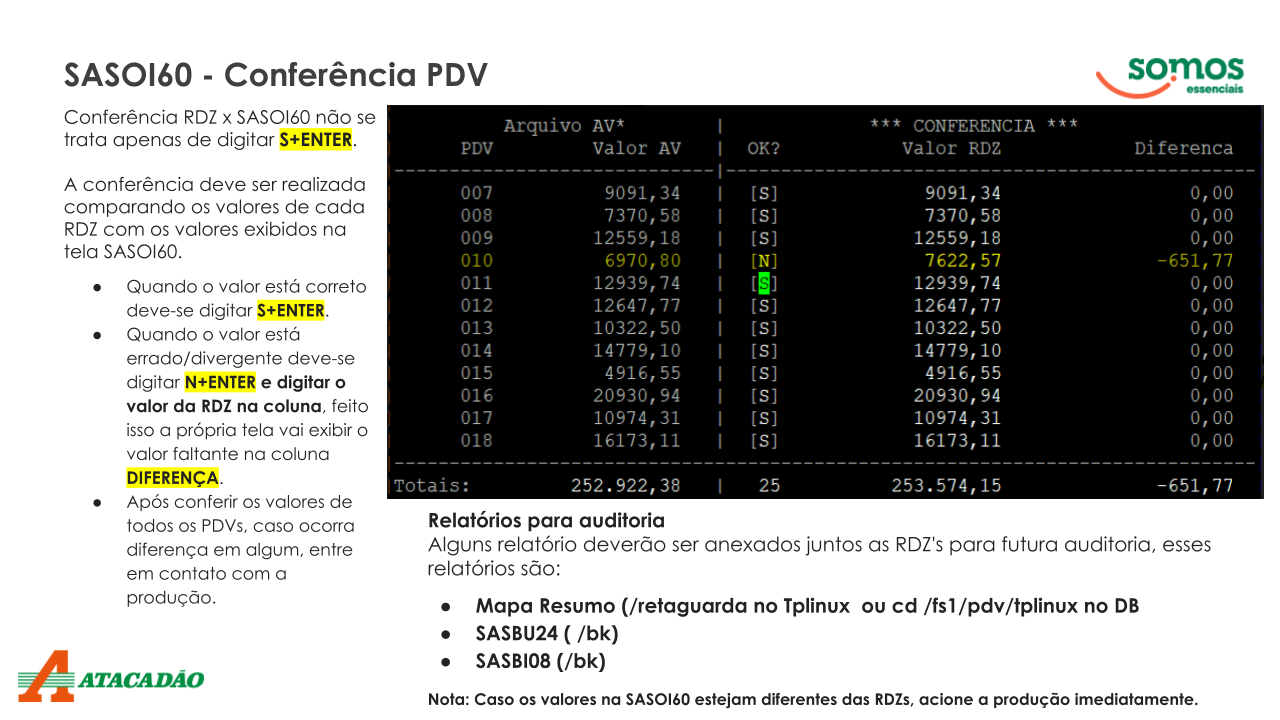 SASOI60 - Conferência PDV
somos
essenciais
Conferência RDZ x SASOI60 não se
trata apenas de digitar S+ENTER.
A conferência deve ser realizada
comparando os valores de cada
RDZ com os valores exibidos na
tela SASOI60.
● Quando o valor está correto
deve-se digitar S+ENTER.
● Quando o valor está
errado/divergente deve-se
digitar N+ENTER e digitar o
valor da RDZ na coluna, feito
isso a própria tela vai exibir o
valor faltante na coluna
DIFERENÇA.
● Após conferir os valores de
todos os PDVs, caso ocorra
diferença em algum, entre
em contato com a
produção.
Arquivo AV* | *** CONFERENCIA ***
PDV Valor AV | OK? Valor RDZ Diferenca
007 9091,34 | [S] 9091,34 0,00
008 7370,58 | [S] 7370,58 0,00
009 12559,18 | [S] 12559,18 0,00
010 6970,80 | [N] 7622,57 -651,77
011 12939,74 | [S] 12939,74 0,00
012 12647,77 | [S] 12647,77 0,00
013 10322,50 | [S] 10322,50 0,00
014 14779,10 | [S] 14779,10 0,00
015 4916,55 | [S] 4916,55 0,00
016 20930,94 | [S] 20930,94 0,00
017 10974,31 | [S] 10974,31 0,00
018 16173,11 | [S] 16173,11 0,00
Totais: 252.922,38 | 25 253.574,15 -651,77
Relatórios para auditoria
Alguns relatório deverão ser anexados juntos as RDZ's para futura auditoria, esses
relatórios são:
● Mapa Resumo (/retaguarda no Tplinux ou cd /fs1/pdv/tplinux no DB
● SASBU24 ( /bk)
● SASBI08 (/bk)
Nota: Caso os valores na SASOI60 estejam diferentes das RDZs, acione a produção imediatamente.
ATACADÃO